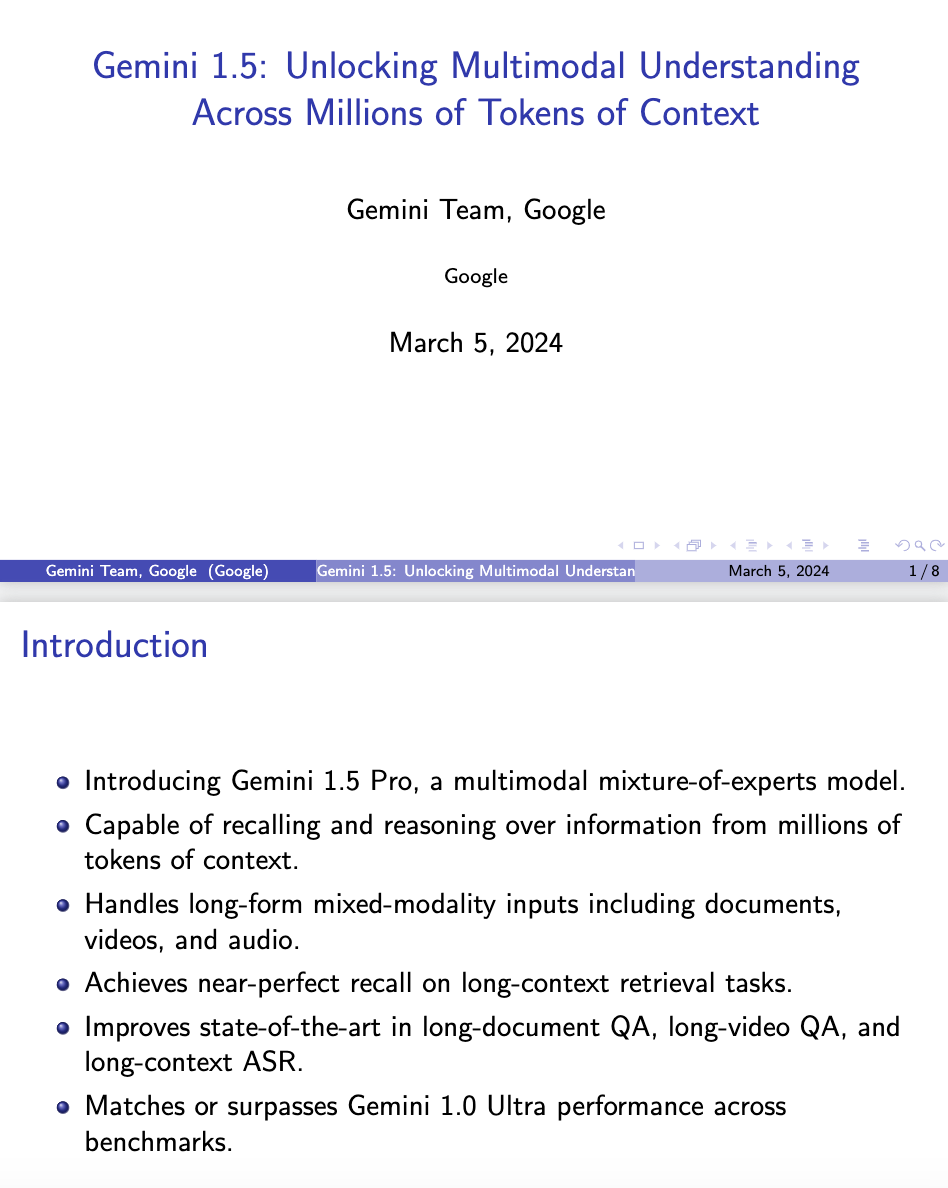 Gemini 1.5: Unlocking Multimodal Understanding
Across Millions of Tokens of Context
Gemini Team, Google
Google
March 5, 2024
Gemini Team, Google (Google)
Gemini 1.5: Unlocking Multimodal Understan
March 5, 2024
1 / 8
Introduction
Introducing Gemini 1.5 Pro, a multimodal mixture-of-experts model.
Capable of recalling and reasoning over information from millions of
tokens of context.
Handles long-form mixed-modality inputs including documents,
videos, and audio.
Achieves near-perfect recall on long-context retrieval tasks.
Improves state-of-the-art in long-document QA, long-video QA, and
long-context ASR.
Matches or surpasses Gemini 1.0 Ultra performance across
benchmarks.